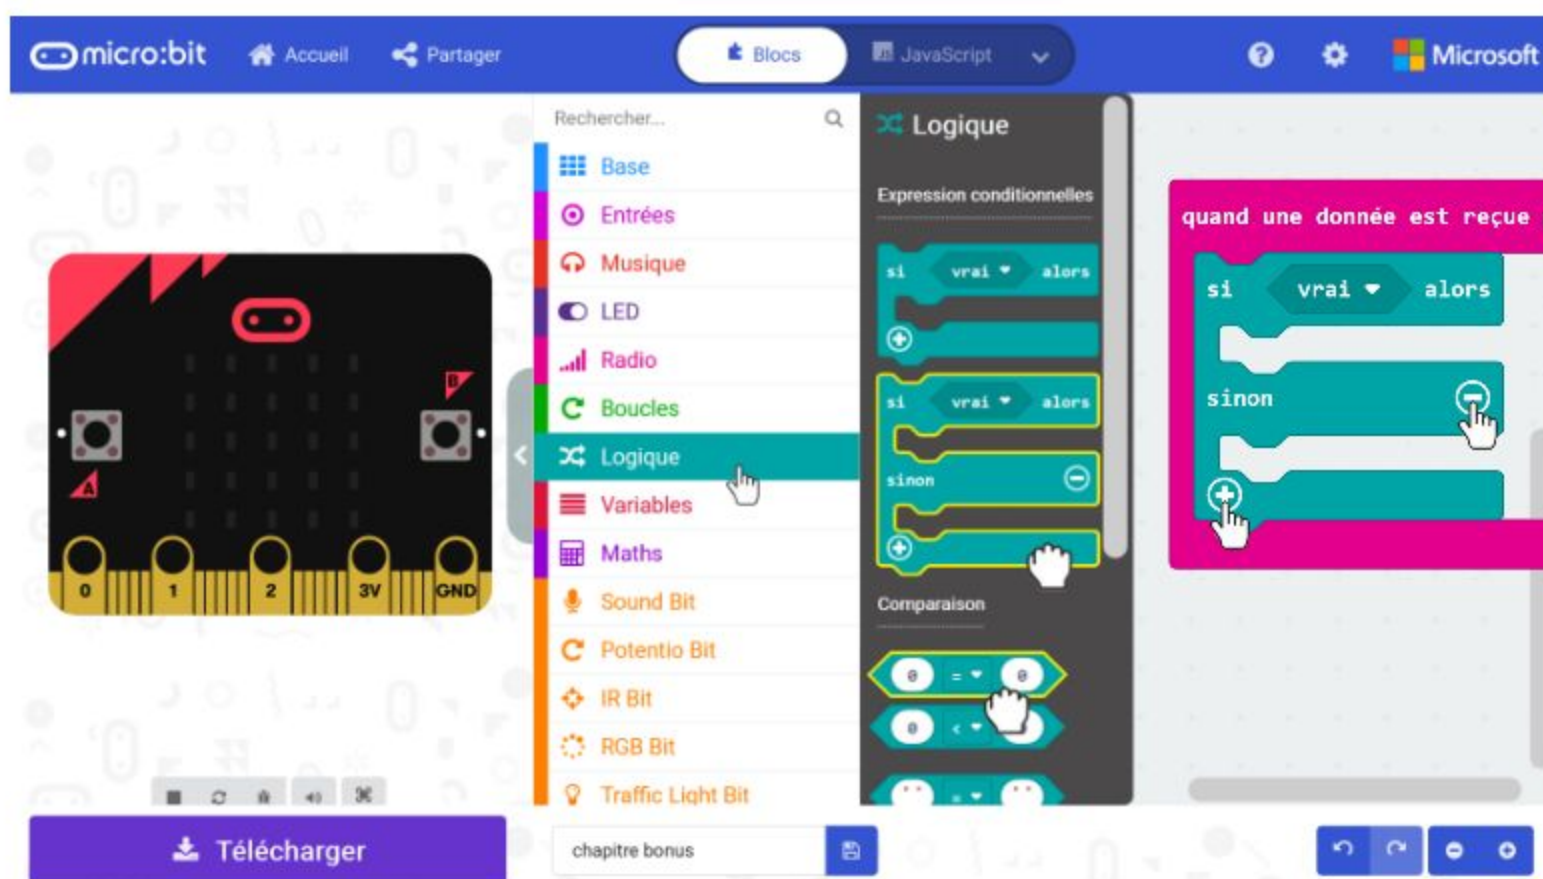 micro:bit Accueil Partager Blocs JavaScript Microsoft
Rechercher...
Base
Entrées
Musique
LED
Radio
Boucles
Logique
Variables
Maths
Sound Bit
Potentio Bit
IR Bit
RGB Bit
Traffic Light Bit
Logique
Expression conditionnelles
si vrai alors
si vrai alors
sinon
Comparaison
0 = 0
0 <
=
quand une donnée est reçue
si vrai alors
sinon
B
A
0 1 2 3V GND
Télécharger
chapitre bonus